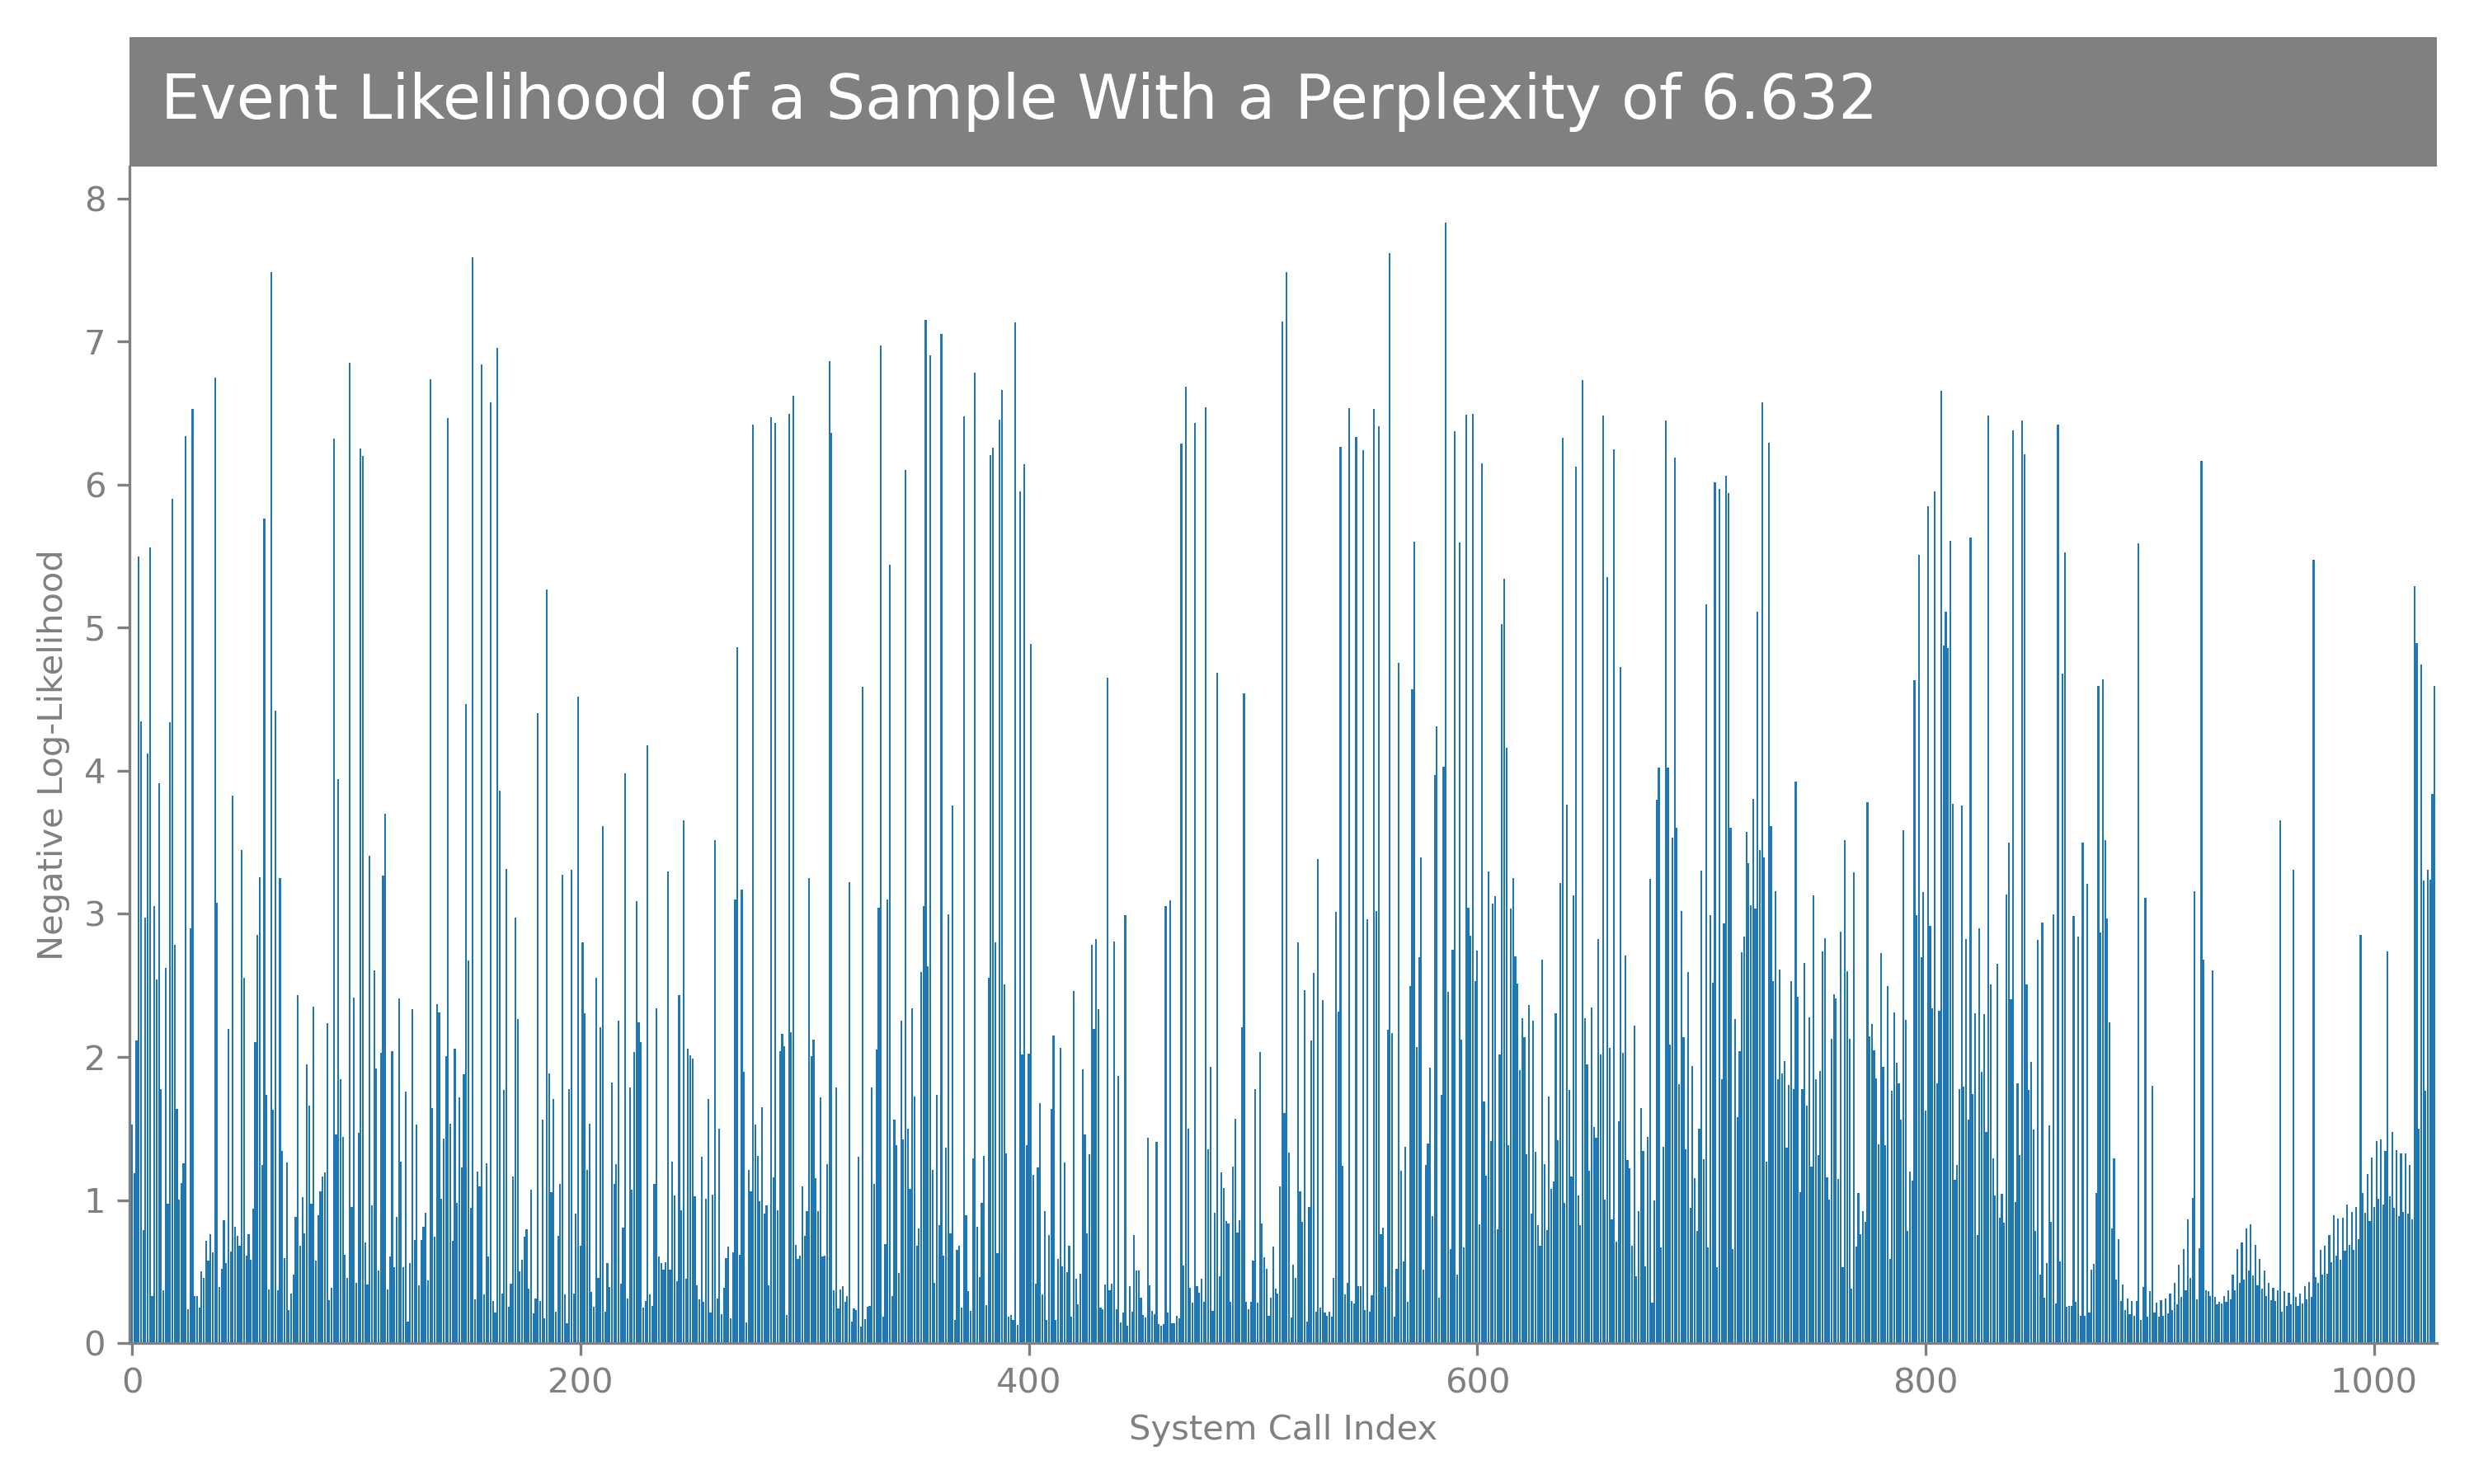 Event Likelihood of a Sample With a Perplexity of 6.632
8
7
6
5
4
3
2
1
0
Negative Log-Likelihood
0 200 400 600 800 1000
System Call Index